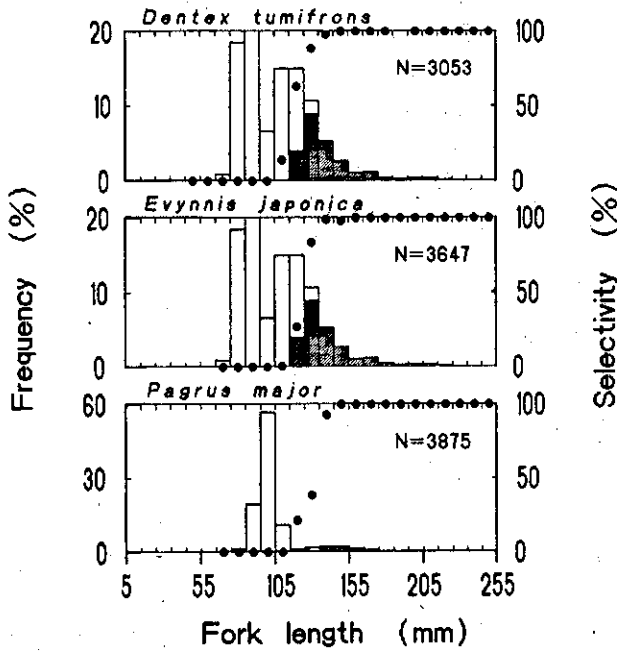 Dentex tumifrons
20
100
N=3053
10
50
0
0
Evynnis japonica
20
100
N=3647
10
50
0
0
Pagrus major
60
100
N=3875
30
50
0
0
5 55 105 155 205 255
Fork length (mm)
Frequency (%)
Selectivity (%)